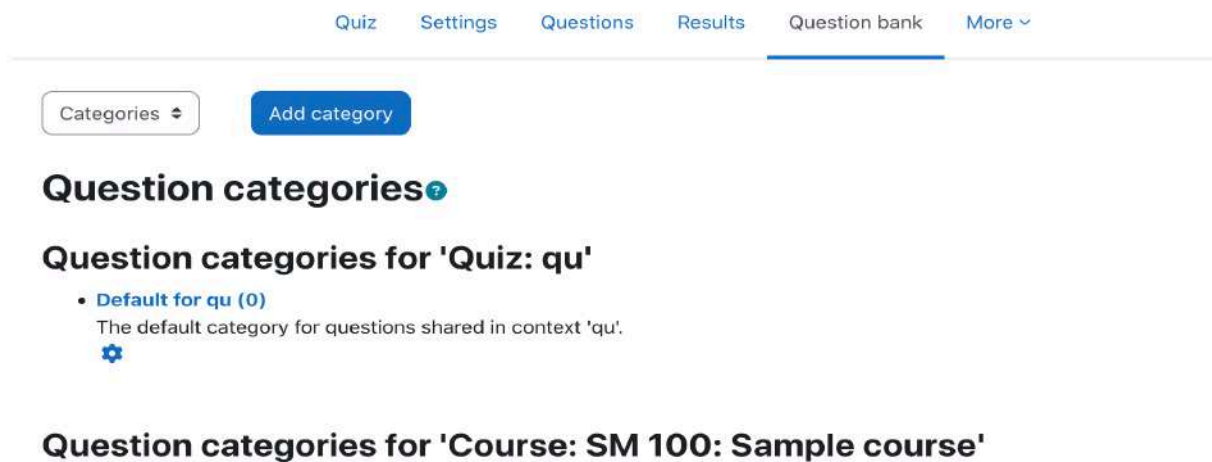 Quiz Settings Questions Results Question bank More
Categories Add category
Question categories
Question categories for 'Quiz: qu'
Default for qu (0)
The default category for questions shared in context 'qu'.
Question categories for 'Course: SM 100: Sample course'